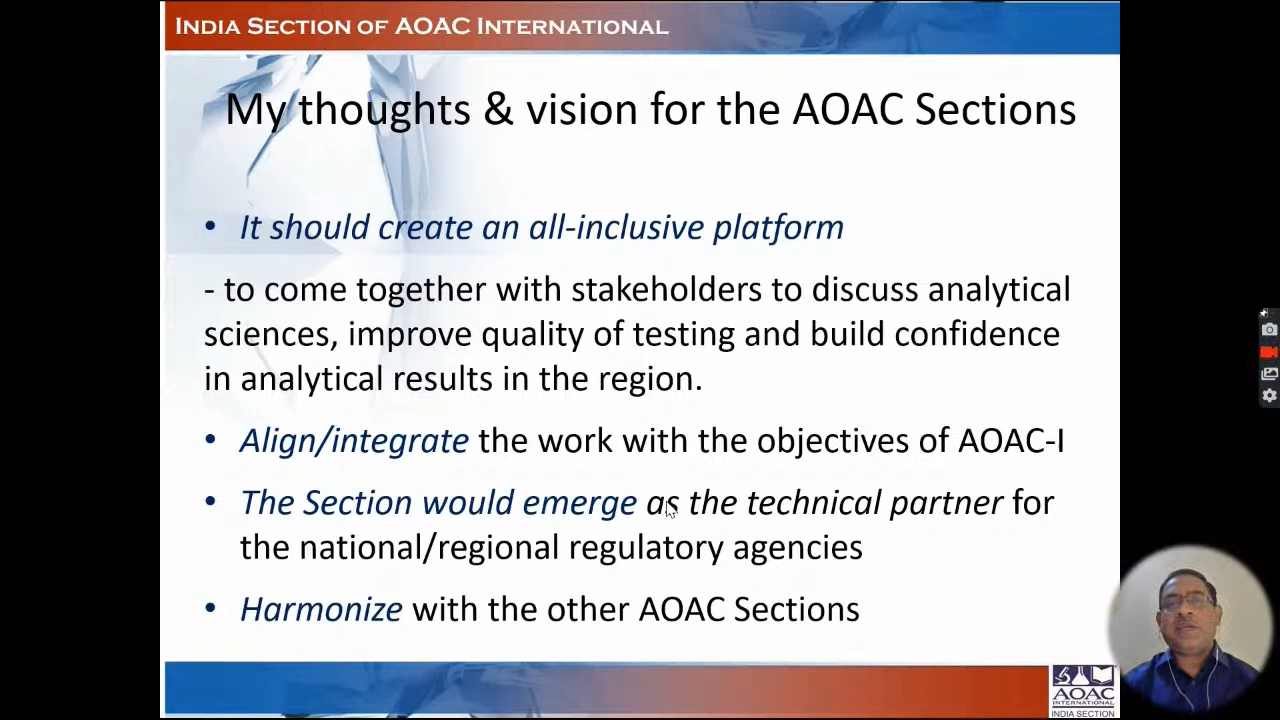 INDIA SECTION OF AOAC INTERNATIONAL
My thoughts & vision for the AOAC Sections
• It should create an all-inclusive platform
- to come together with stakeholders to discuss analytical
sciences, improve quality of testing and build confidence
in analytical results in the region.
• Align/integrate the work with the objectives of AOAC-I
• The Section would emerge as the technical partner for
the national/regional regulatory agencies
• Harmonize with the other AOAC Sections
AOAC
INTERNATIONAL
INDIA SECTION